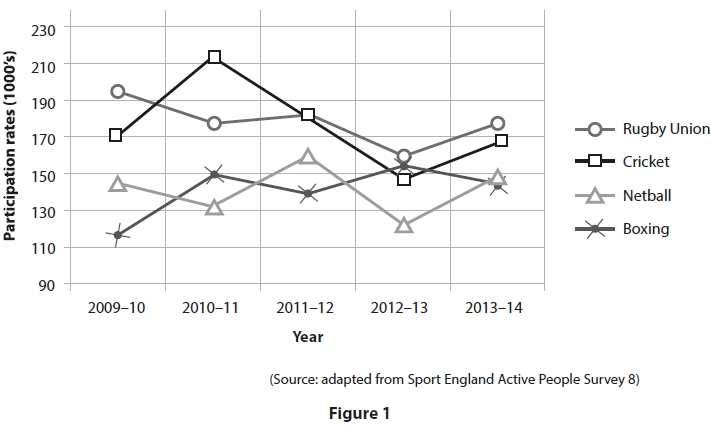 Participation rates (1000's)
230
210
190
170
150
130
110
90
2009–10 2010–11 2011–12 2012–13 2013–14
Year
Rugby Union
Cricket
Netball
Boxing
(Source: adapted from Sport England Active People Survey 8)
Figure 1